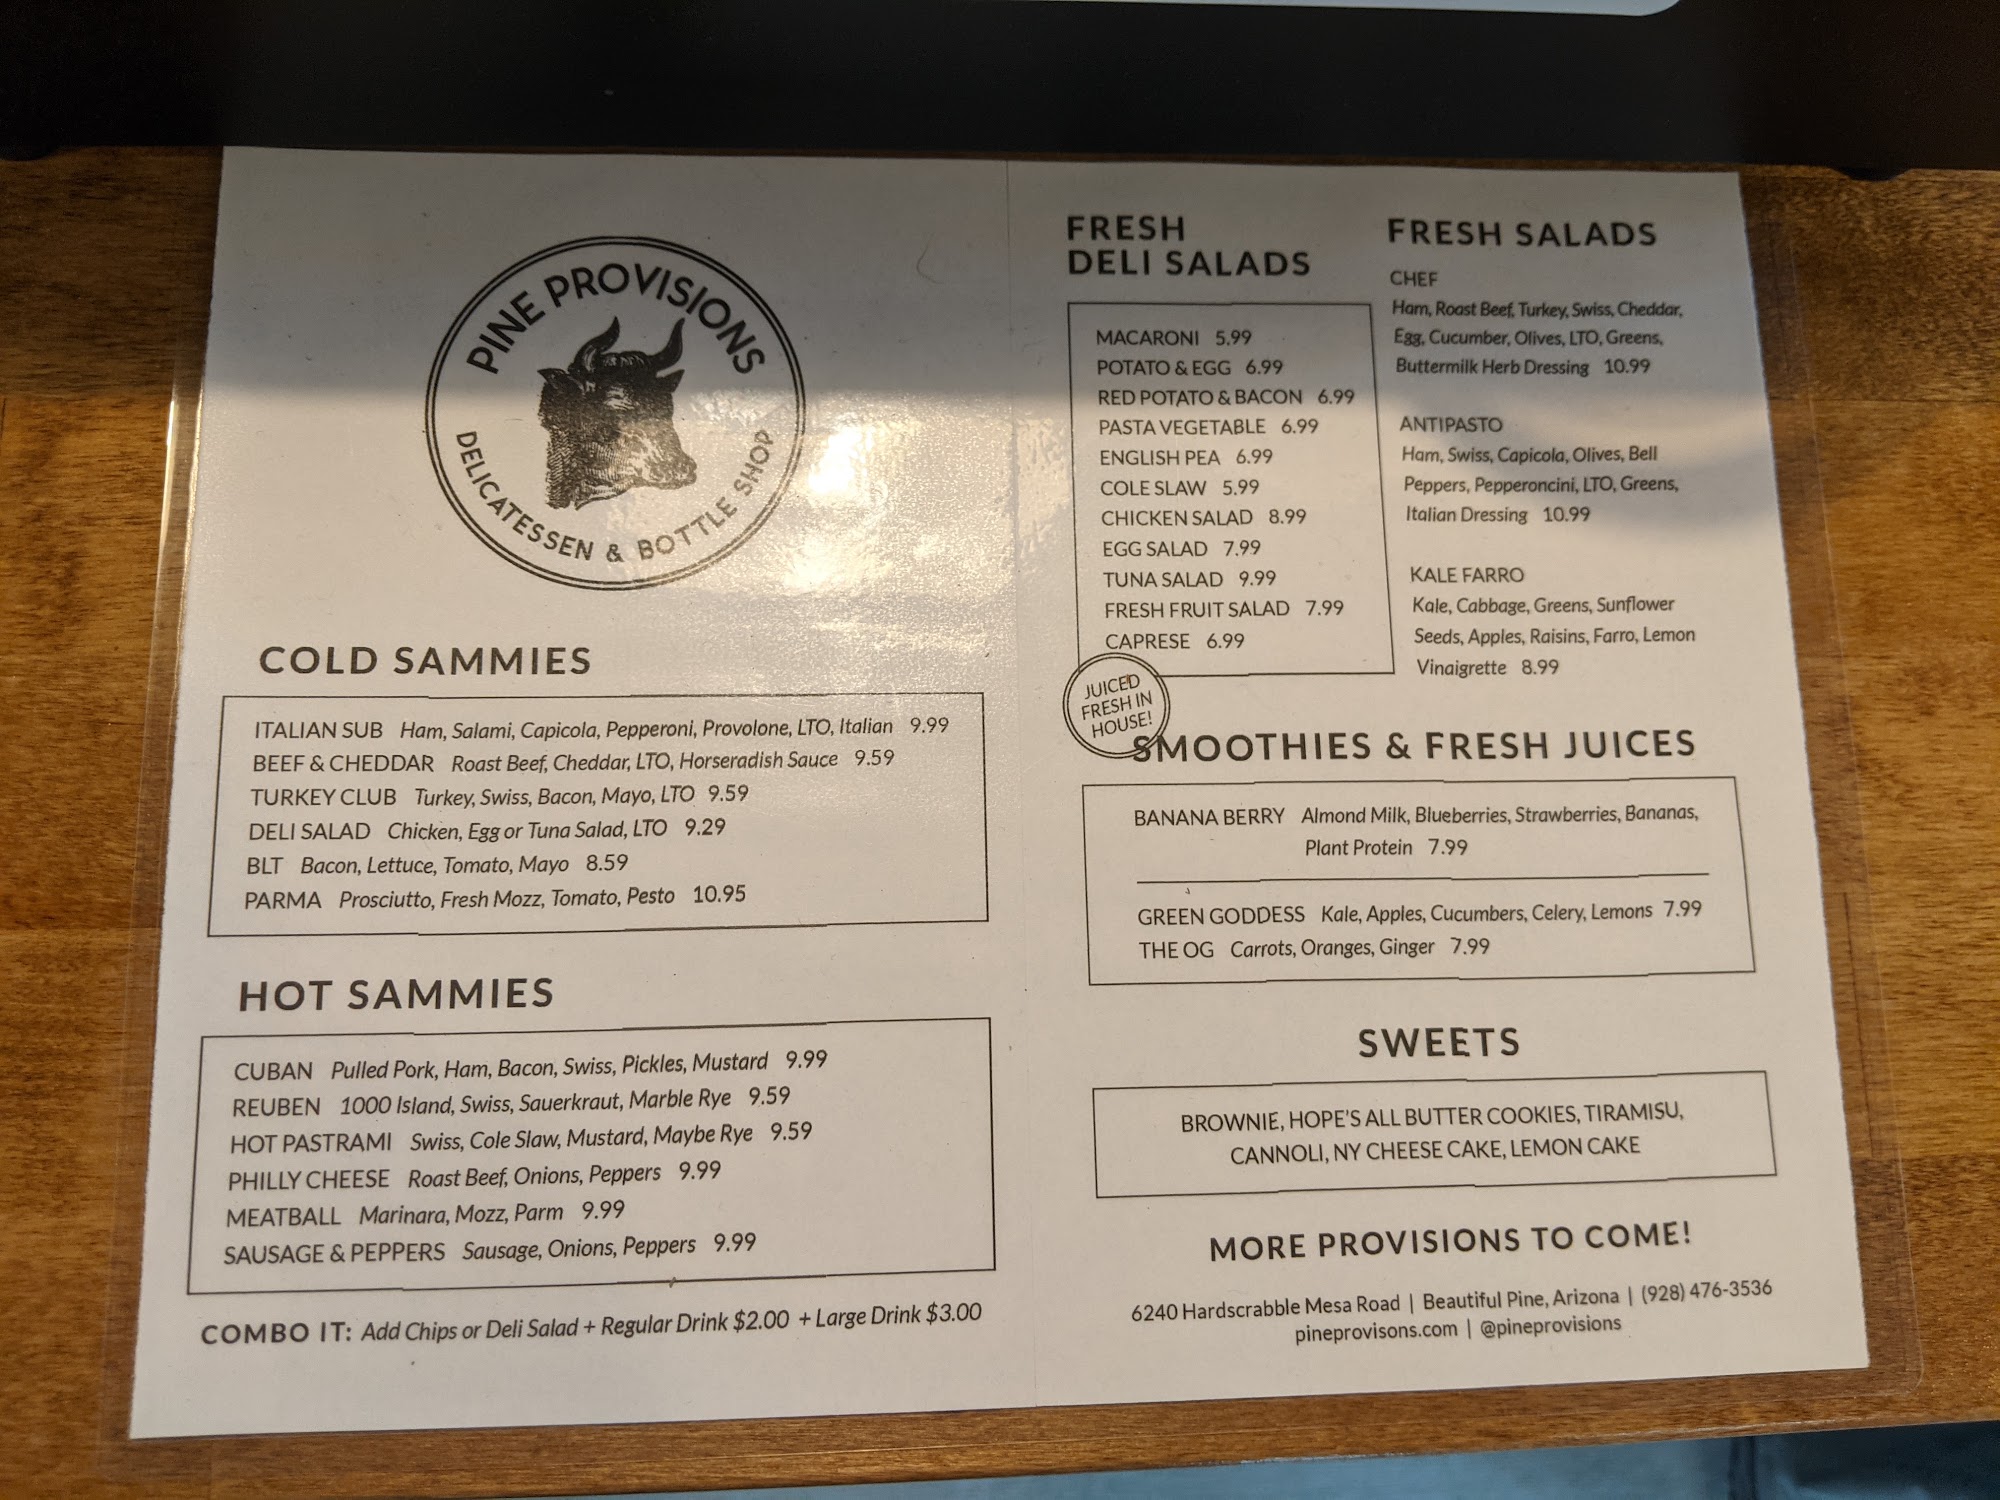 PINE PROVISIONS
DELICATESSEN & BOTTLE SHOP
COLD SAMMIES
ITALIAN SUB Ham, Salami, Capicola, Pepperoni, Provolone, LTO, Italian 9.99
BEEF & CHEDDAR Roast Beef, Cheddar, LTO, Horseradish Sauce 9.59
TURKEY CLUB Turkey, Swiss, Bacon, Mayo, LTO 9.59
DELI SALAD Chicken, Egg or Tuna Salad, LTO 9.29
BLT Bacon, Lettuce, Tomato, Mayo 8.59
PARMA Prosciutto, Fresh Mozz, Tomato, Pesto 10.95
HOT SAMMIES
CUBAN Pulled Pork, Ham, Bacon, Swiss, Pickles, Mustard 9.99
REUBEN 1000 Island, Swiss, Sauerkraut, Marble Rye 9.59
HOT PASTRAMI Swiss, Cole Slaw, Mustard, Maybe Rye 9.59
PHILLY CHEESE Roast Beef, Onions, Peppers 9.99
MEATBALL Marinara, Mozz, Parm 9.99
SAUSAGE & PEPPERS Sausage, Onions, Peppers 9.99
COMBO IT: Add Chips or Deli Salad + Regular Drink $2.00 + Large Drink $3.00
FRESH
DELI SALADS
MACARONI 5.99
POTATO & EGG 6.99
RED POTATO & BACON 6.99
PASTA VEGETABLE 6.99
ENGLISH PEA 6.99
COLE SLAW 5.99
CHICKEN SALAD 8.99
EGG SALAD 7.99
TUNA SALAD 9.99
FRESH FRUIT SALAD 7.99
CAPRESE 6.99
FRESH SALADS
CHEF
Ham, Roast Beef, Turkey, Swiss, Cheddar,
Egg, Cucumber, Olives, LTO, Greens,
Buttermilk Herb Dressing 10.99
ANTIPASTO
Ham, Swiss, Capicola, Olives, Bell
Peppers, Pepperoncini, LTO, Greens,
Italian Dressing 10.99
KALE FARRO
Kale, Cabbage, Greens, Sunflower
Seeds, Apples, Raisins, Farro, Lemon
Vinaigrette 8.99
JUICED
FRESH IN
HOUSE!
SMOOTHIES & FRESH JUICES
BANANA BERRY Almond Milk, Blueberries, Strawberries, Bananas,
Plant Protein 7.99
GREEN GODDESS Kale, Apples, Cucumbers, Celery, Lemons 7.99
THE OG Carrots, Oranges, Ginger 7.99
SWEETS
BROWNIE, HOPE'S ALL BUTTER COOKIES, TIRAMISU,
CANNOLI, NY CHEESE CAKE, LEMON CAKE
MORE PROVISIONS TO COME!
6240 Hardscrabble Mesa Road | Beautiful Pine, Arizona | (928) 476-3536
pineprovisons.com | @pineprovisions